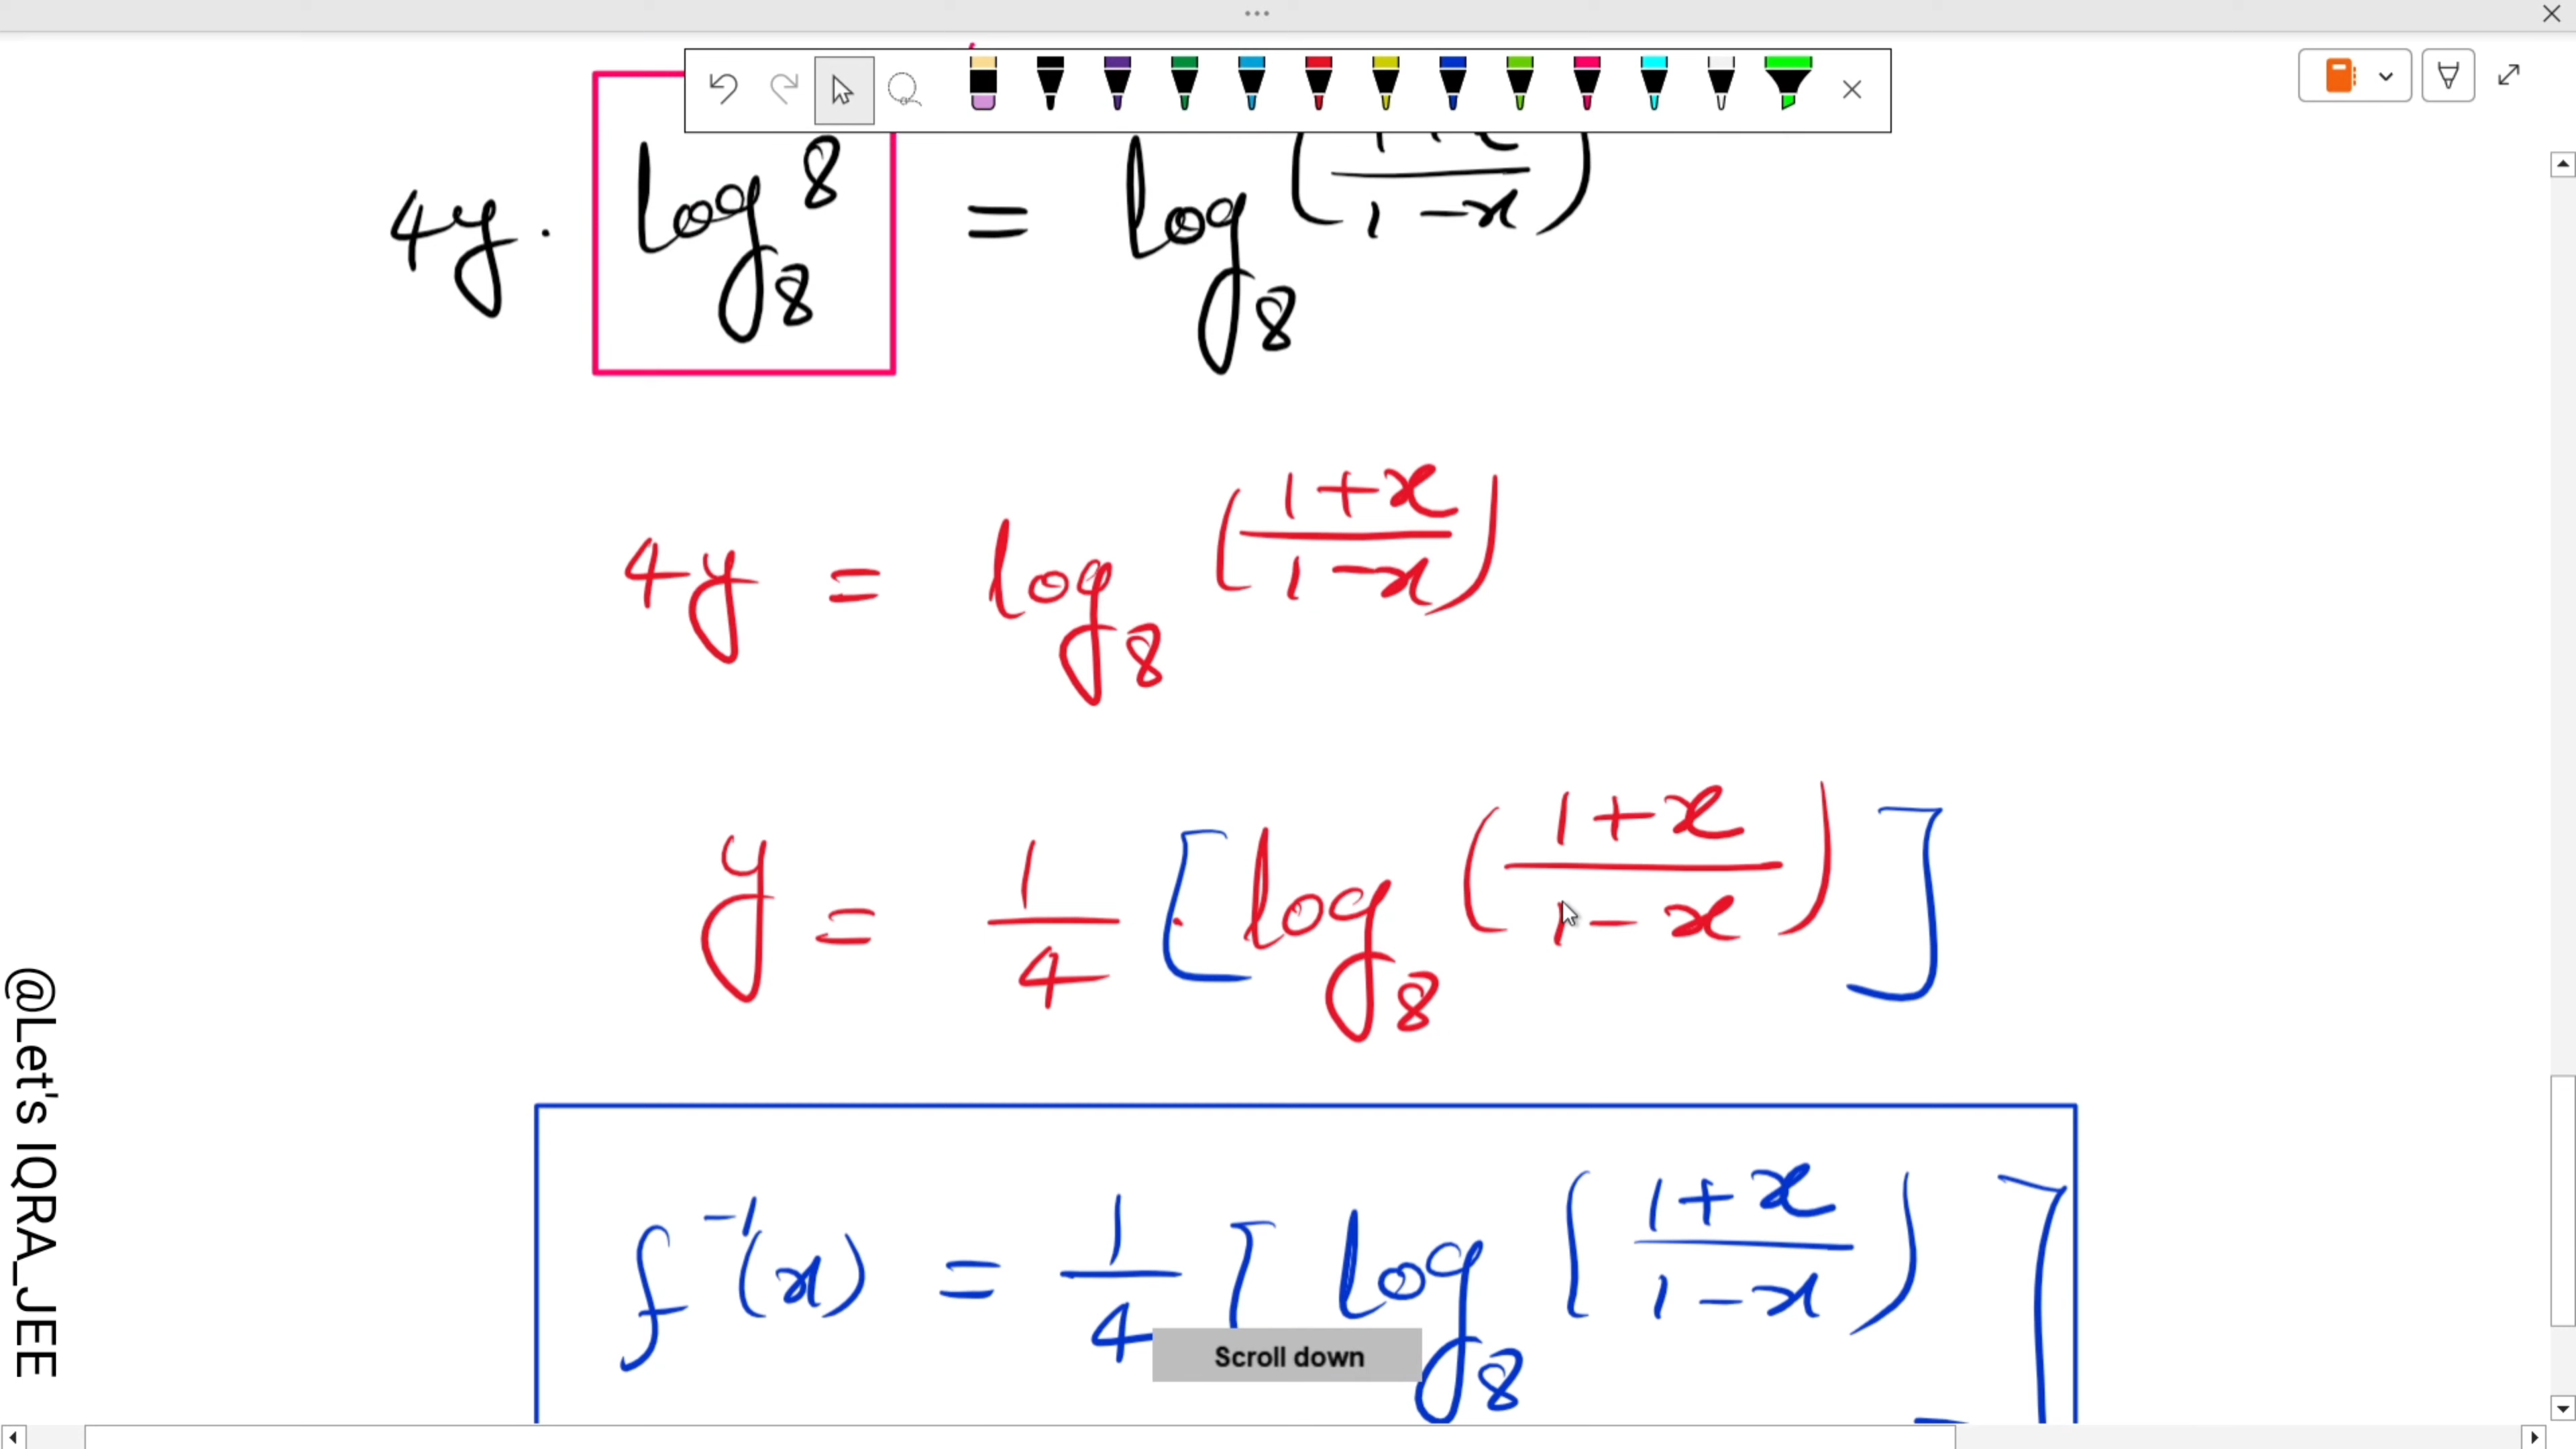 4y · log₈ 8 = log₈ (1+x / 1−x)
4y = log₈ (1+x / 1−x)
y = 1/4 [log₈ (1+x / 1−x)]
f⁻¹(x) = 1/4 [log₈ (1+x / 1−x)]
Scroll down
@Let's IQRA_JEE